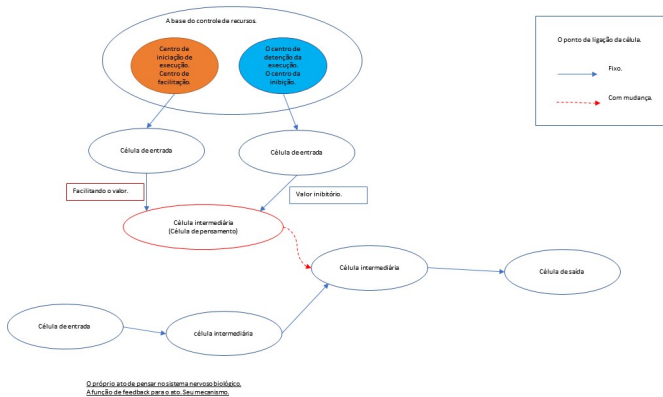 A base do controle de recursos.
Centro de
iniciação de
execução.
Centro de
facilitação.
O centro de
detenção da
execução.
O centro da
inibição.
O ponto de ligação da célula.
Fixo.
Com mudança.
Célula de entrada
Célula de entrada
Facilitando o valor.
Valor inibitório.
Célula intermediária
(Célula de pensamento)
Célula intermediária
Célula de saída
Célula de entrada
célula intermediária
O próprio ato de pensar no sistema nervoso biológico.
A função de feedback para o ato. Seu mecanismo.